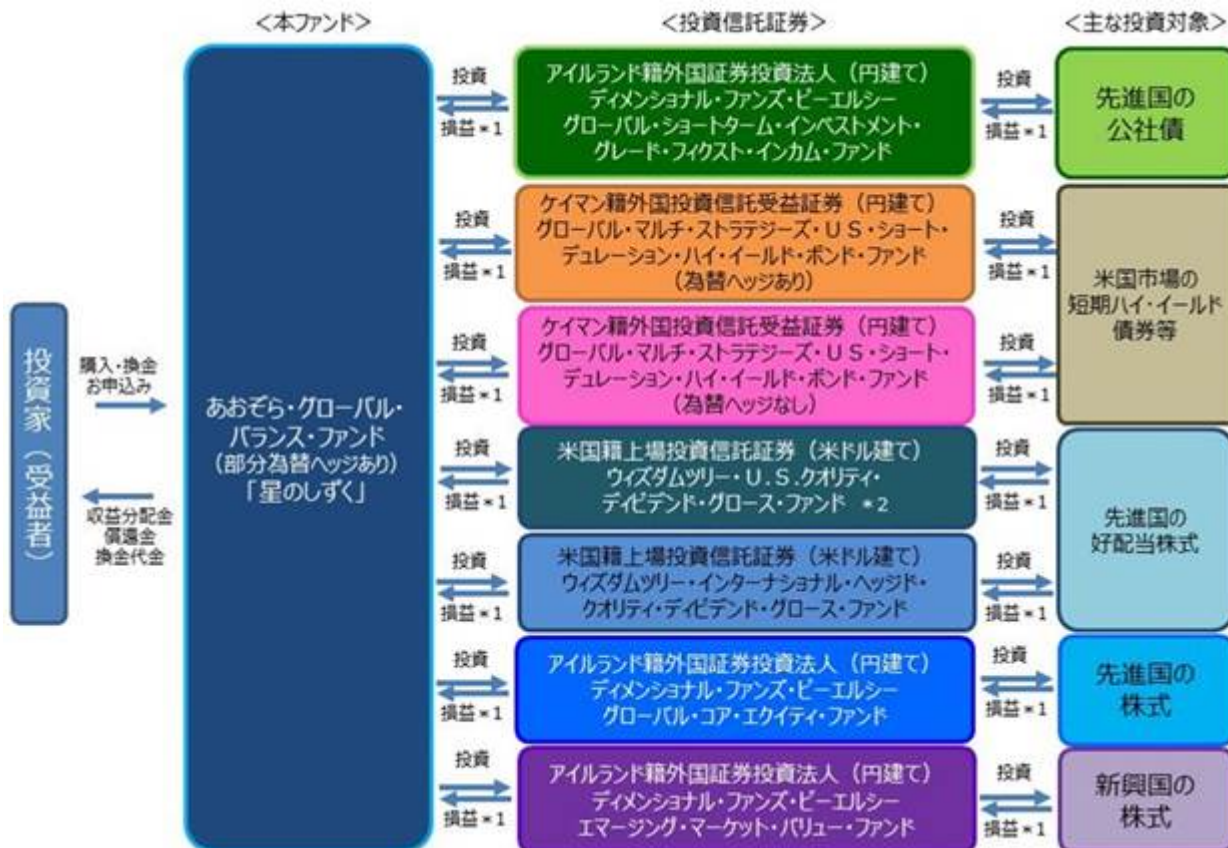 ＜本ファンド＞
＜投資信託証券＞
＜主な投資対象＞
投資家（受益者）
購入・換金
お申込み
収益分配金
償還金
換金代金
あおぞら・グローバル・
バランス・ファンド
（部分為替ヘッジあり）
「星のしずく」
投資
損益＊1
アイルランド籍外国証券投資法人（円建て）
ディメンショナル・ファンズ・ピーエルシー
グローバル・ショートターム・インベストメント・
グレード・フィクスト・インカム・ファンド
投資
損益＊1
先進国の
公社債
投資
損益＊1
ケイマン籍外国投資信託受益証券（円建て）
グローバル・マルチ・ストラテジーズ・ＵＳ・ショート・
デュレーション・ハイ・イールド・ボンド・ファンド
（為替ヘッジあり）
投資
損益＊1
米国市場の
短期ハイ・イールド
債券等
投資
損益＊1
ケイマン籍外国投資信託受益証券（円建て）
グローバル・マルチ・ストラテジーズ・ＵＳ・ショート・
デュレーション・ハイ・イールド・ボンド・ファンド
（為替ヘッジなし）
投資
損益＊1
投資
損益＊1
米国籍上場投資信託証券（米ドル建て）
ウィズダムツリー・Ｕ.Ｓ.クオリティ・
ディビデンド・グロース・ファンド ＊2
投資
損益＊1
先進国の
好配当株式
投資
損益＊1
米国籍上場投資信託証券（米ドル建て）
ウィズダムツリー・インターナショナル・ヘッジド・
クオリティ・ディビデンド・グロース・ファンド
投資
損益＊1
投資
損益＊1
アイルランド籍外国証券投資法人（円建て）
ディメンショナル・ファンズ・ピーエルシー
グローバル・コア・エクイティ・ファンド
投資
損益＊1
先進国の
株式
投資
損益＊1
アイルランド籍外国証券投資法人（円建て）
ディメンショナル・ファンズ・ピーエルシー
エマージング・マーケット・バリュー・ファンド
投資
損益＊1
新興国の
株式